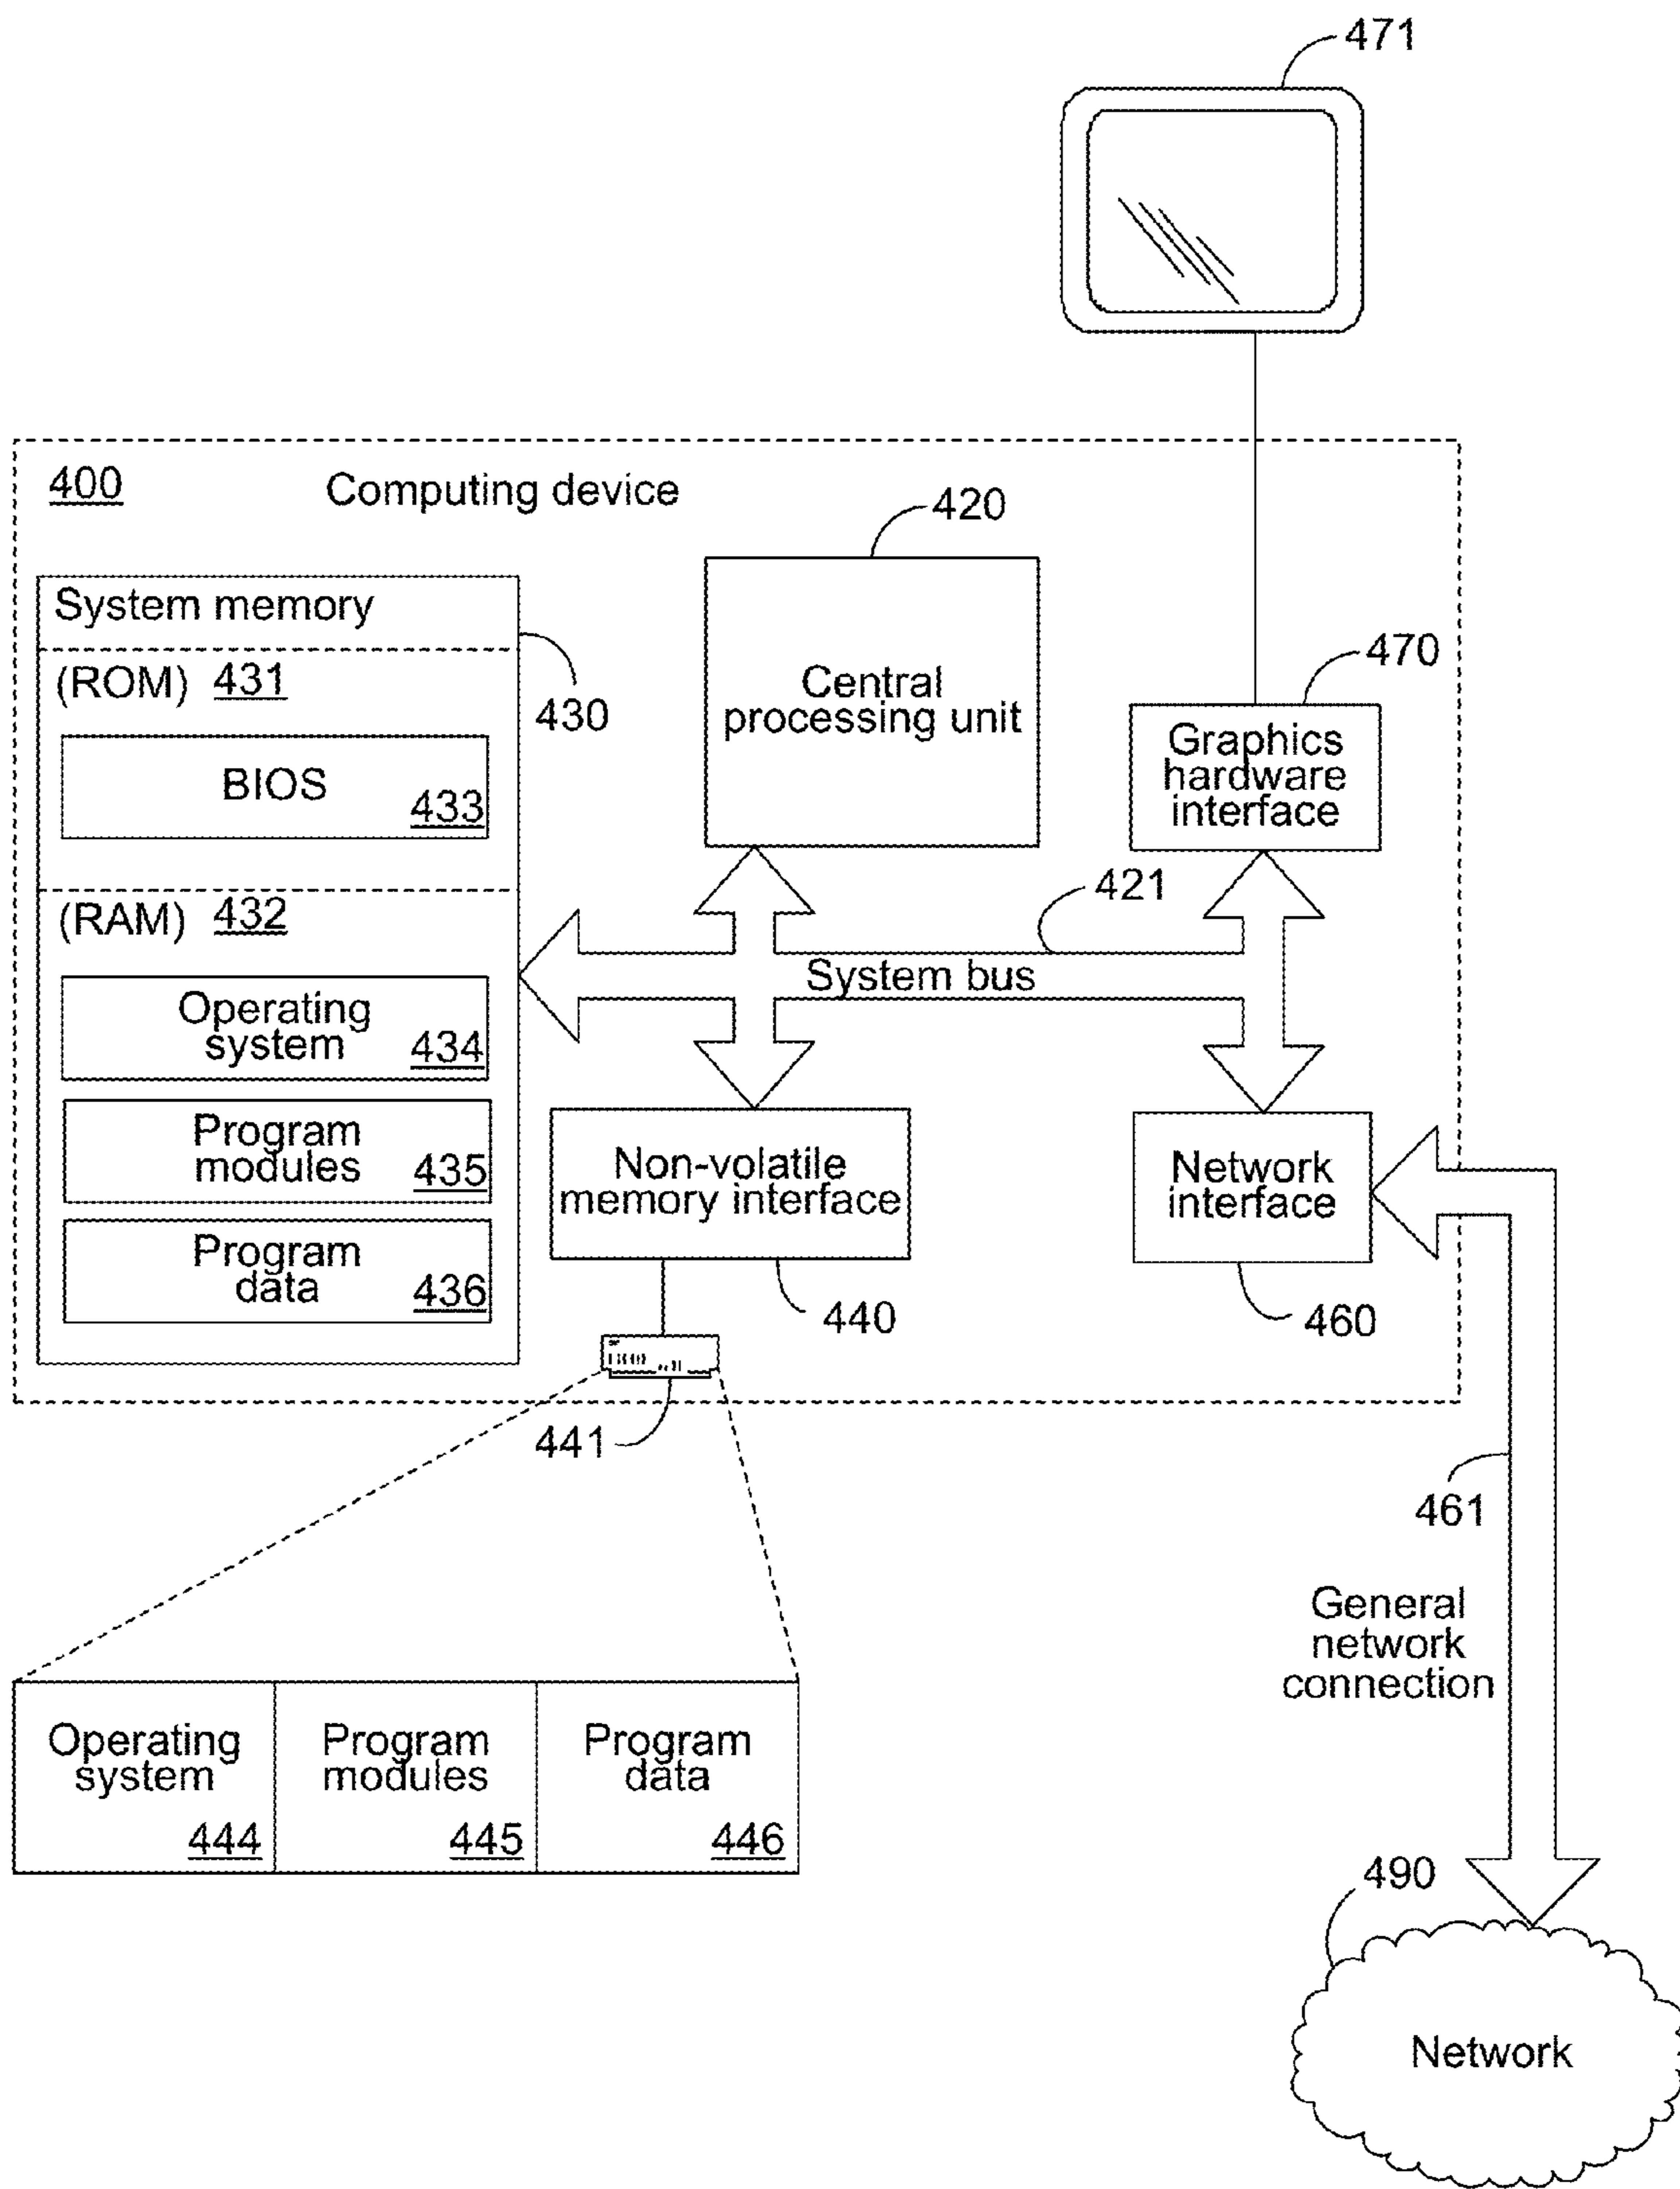 471
400
Computing device
420
System memory
(ROM) 431
430
BIOS
433
Central
processing unit
470
Graphics
hardware
interface
421
(RAM) 432
System bus
Operating
system
434
Program
modules
435
Program
data
436
Non-volatile
memory interface
440
Network
interface
460
441
461
General
network
connection
Operating
system
444
Program
modules
445
Program
data
446
490
Network